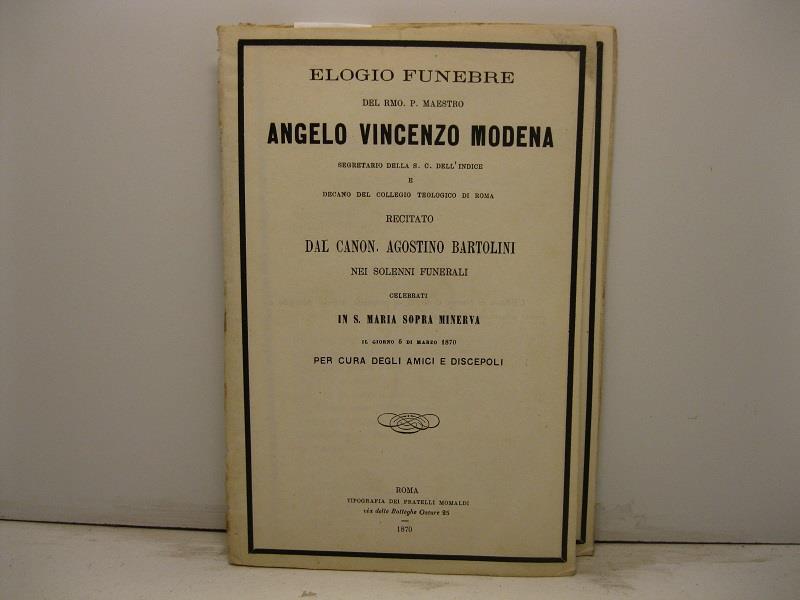 ELOGIO FUNEBRE
DEL RMO. P. MAESTRO
ANGELO VINCENZO MODENA
SEGRETARIO DELLA S. C. DELL'INDICE
E
DECANO DEL COLLEGIO TEOLOGICO DI ROMA
RECITATO
DAL CANON. AGOSTINO BARTOLINI
NEI SOLENNI FUNERALI
CELEBRATI
IN S. MARIA SOPRA MINERVA
IL GIORNO 5 DI MARZO 1870
PER CURA DEGLI AMICI E DISCEPOLI
ROMA
TIPOGRAFIA DEI FRATELLI MOMALDI
via delle Botteghe Oscure 25
1870